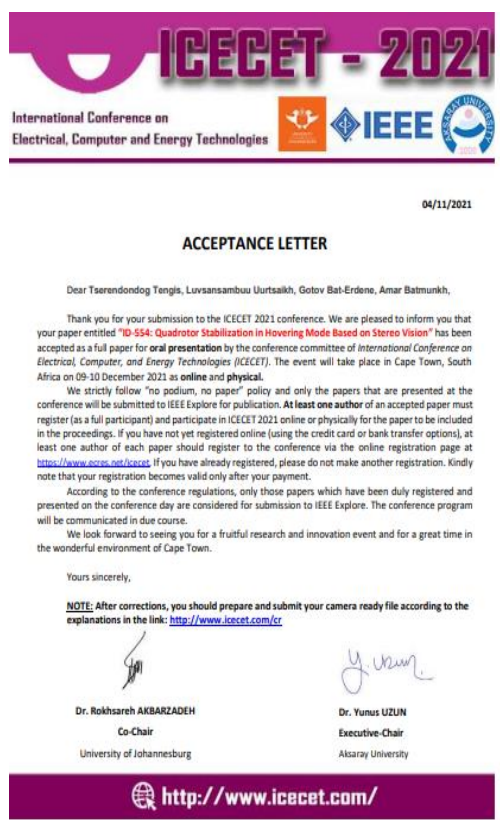 ICECET - 2021
International Conference on
Electrical, Computer and Energy Technologies
IEEE
AKSARAY UNIV
04/11/2021
ACCEPTANCE LETTER
Dear Tserendondog Tengis, Luvsansambuu Uurtsaikh, Gotov Bat-Erdene, Amar Batmunkh,
Thank you for your submission to the ICECET 2021 conference. We are pleased to inform you that
your paper entitled "ID-554: Quadrotor Stabilization in Hovering Mode Based on Stereo Vision" has been
accepted as a full paper for oral presentation by the conference committee of International Conference on
Electrical, Computer, and Energy Technologies (ICECET). The event will take place in Cape Town, South
Africa on 09-10 December 2021 as online and physical.
We strictly follow "no podium, no paper" policy and only the papers that are presented at the
conference will be submitted to IEEE Explore for publication. At least one author of an accepted paper must
register (as a full participant) and participate in ICECET 2021 online or physically for the paper to be included
in the proceedings. If you have not yet registered online (using the credit card or bank transfer options), at
least one author of each paper should register to the conference via the online registration page at
https://www.ecres.net/icecet. If you have already registered, please do not make another registration. Kindly
note that your registration becomes valid only after your payment.
According to the conference regulations, only those papers which have been duly registered and
presented on the conference day are considered for submission to IEEE Explore. The conference program
will be communicated in due course.
We look forward to seeing you for a fruitful research and innovation event and for a great time in
the wonderful environment of Cape Town.
Yours sincerely,
NOTE: After corrections, you should prepare and submit your camera ready file according to the
explanations in the link: http://www.icecet.com/cr
Y. Uzun
Dr. Rokhsareh AKBARZADEH
Dr. Yunus UZUN
Co-Chair
Executive-Chair
University of Johannesburg
Aksaray University
http://www.icecet.com/